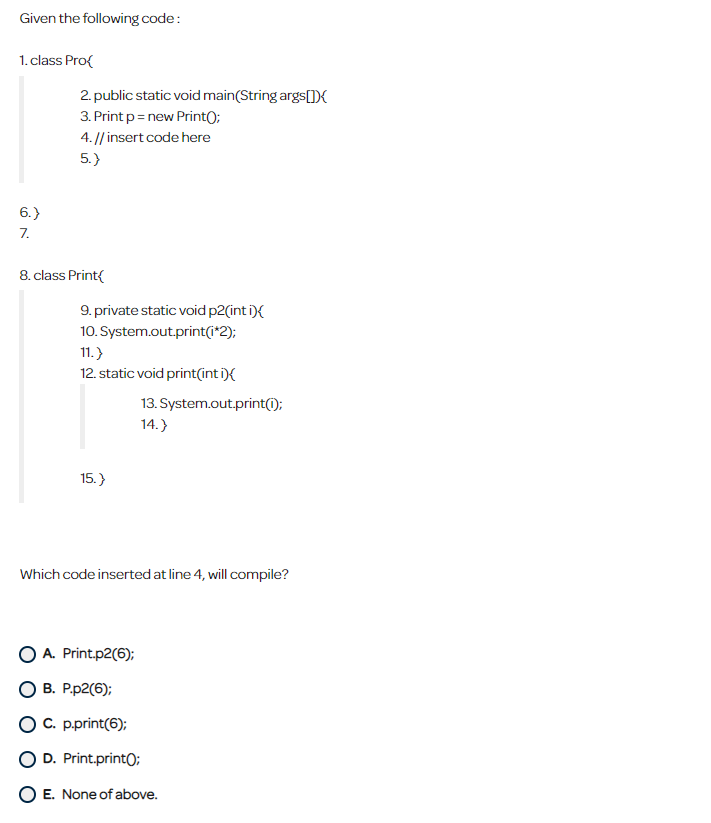 Given the following code :
1. class Pro{
2. public static void main(String args[]){
3. Print p = new Print();
4. // insert code here
5. }
6. }
7.
8. class Print{
9. private static void p2(int i){
10. System.out.print(i*2);
11. }
12. static void print(int i){
13. System.out.print(i);
14. }
15. }
Which code inserted at line 4, will compile?
A. Print.p2(6);
B. P.p2(6);
C. p.print(6);
D. Print.print();
E. None of above.